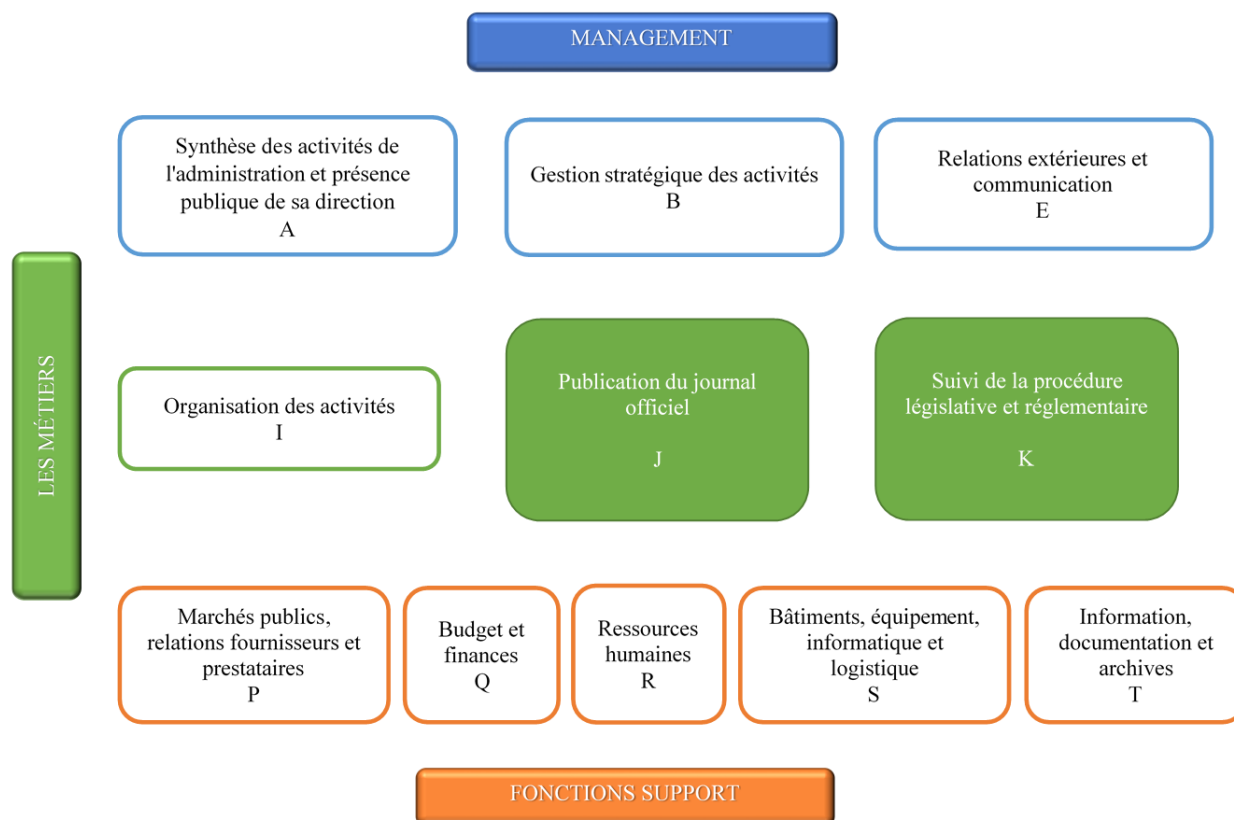 MANAGEMENT
Synthèse des activités de
l'administration et présence
publique de sa direction
A
Gestion stratégique des activités
B
Relations extérieures et
communication
E
LES MÉTIERS
Organisation des activités
I
Publication du journal
officiel
J
Suivi de la procédure
législative et réglementaire
K
Marchés publics,
relations fournisseurs et
prestataires
P
Budget et
finances
Q
Ressources
humaines
R
Bâtiments, équipement,
informatique et
logistique
S
Information,
documentation et
archives
T
FONCTIONS SUPPORT